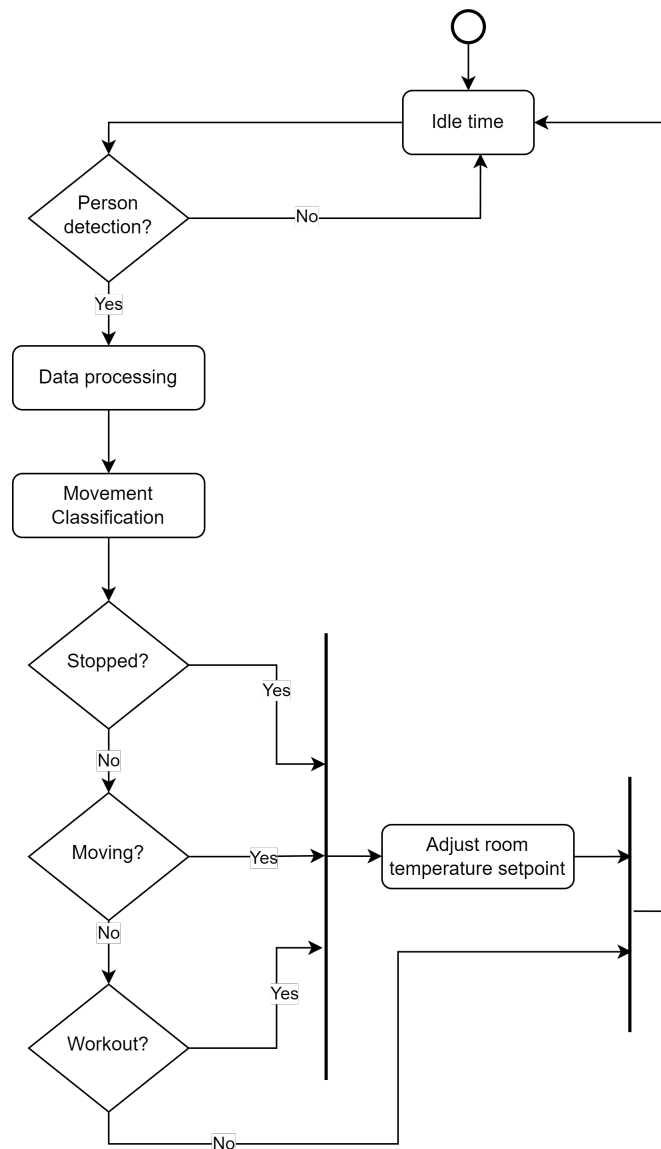 Idle time
Person
detection?
No
Yes
Data processing
Movement
Classification
Stopped?
Yes
No
Moving?
Yes
Adjust room
temperature setpoint
No
Workout?
Yes
No